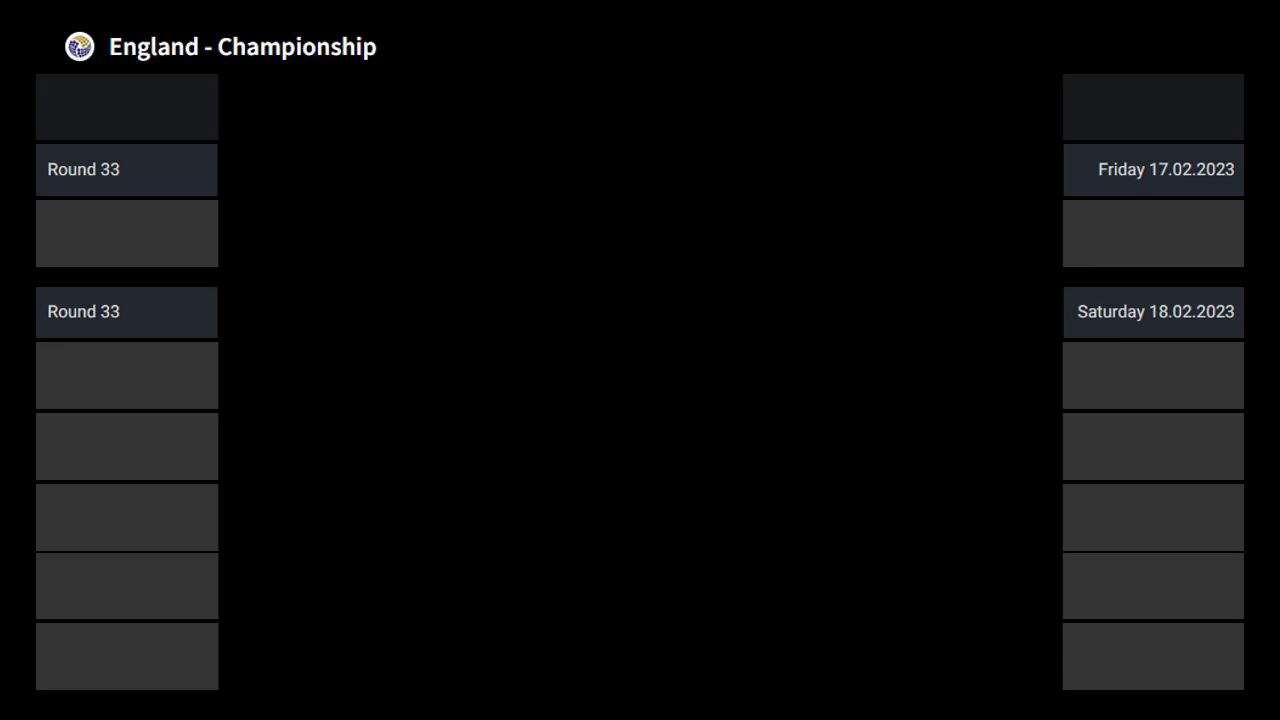 England - Championship
Round 33
Friday 17.02.2023
Round 33
Saturday 18.02.2023